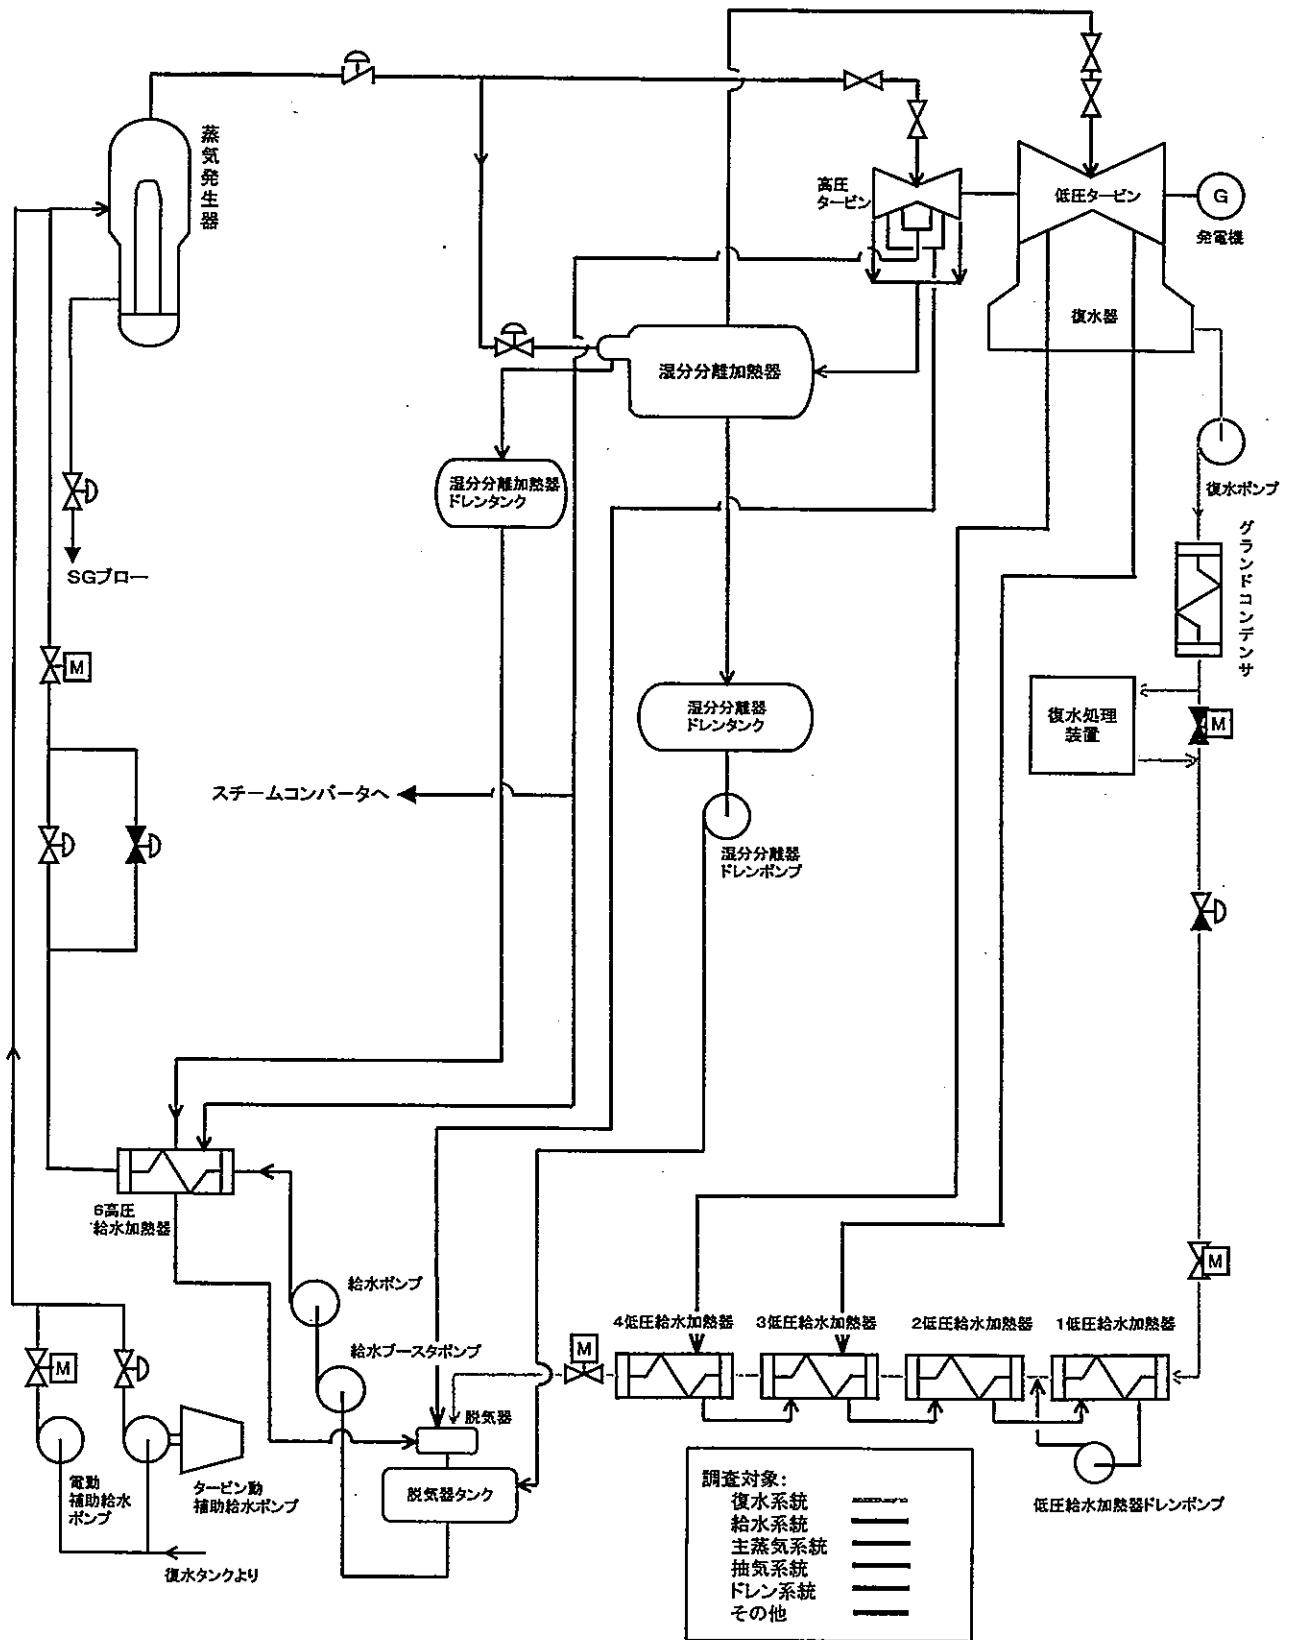 蒸気発生器
高圧
タービン
低圧タービン
G
発電機
復水器
湿分分離加熱器
復水ポンプ
湿分分離加熱器
ドレンタンク
グランドコンデンサ
SGブロー
M
湿分分離器
ドレンタンク
復水処理
装置
M
スチームコンバータへ
湿分分離器
ドレンポンプ
6高圧
給水加熱器
M
給水ポンプ
4低圧給水加熱器
3低圧給水加熱器
2低圧給水加熱器
1低圧給水加熱器
M
給水ブースタポンプ
M
脱気器
電動
補助給水
ポンプ
タービン動
補助給水ポンプ
脱気器タンク
低圧給水加熱器ドレンポンプ
復水タンクより
調査対象:
復水系統
給水系統
主蒸気系統
抽気系統
ドレン系統
その他